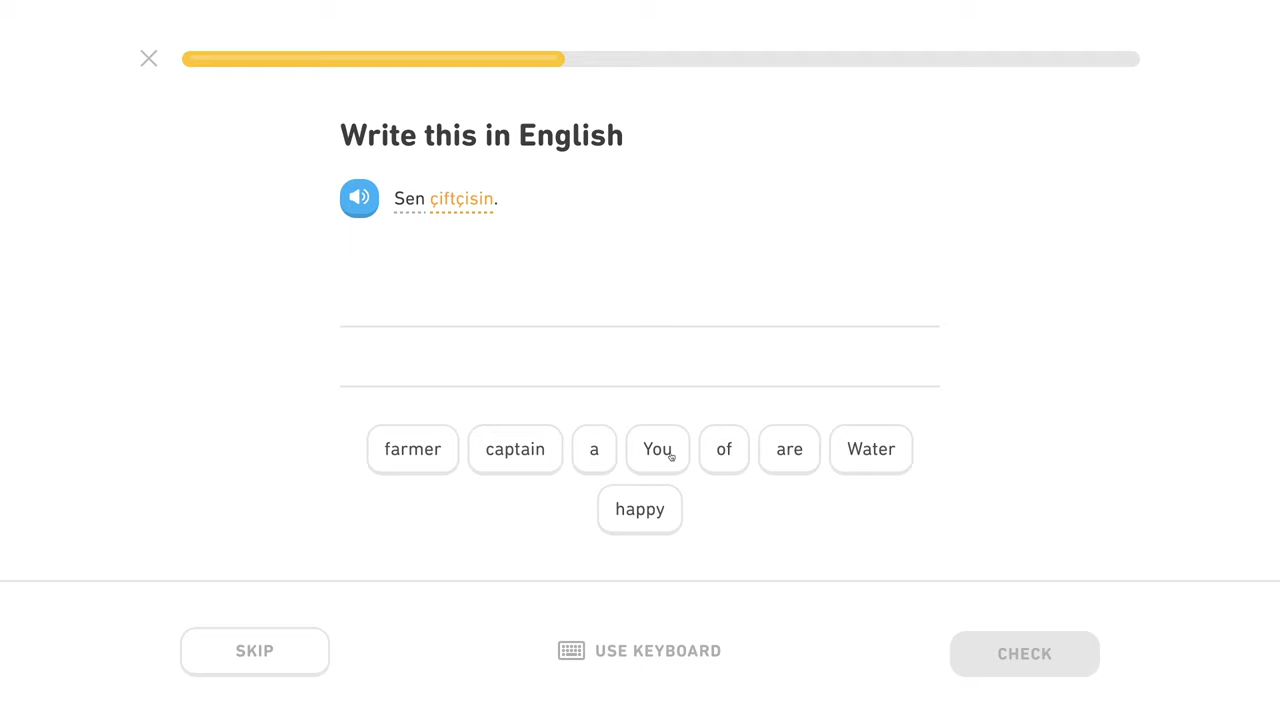 Write this in English
Sen çiftçisin.
farmer captain a You of are Water
happy
SKIP USE KEYBOARD CHECK